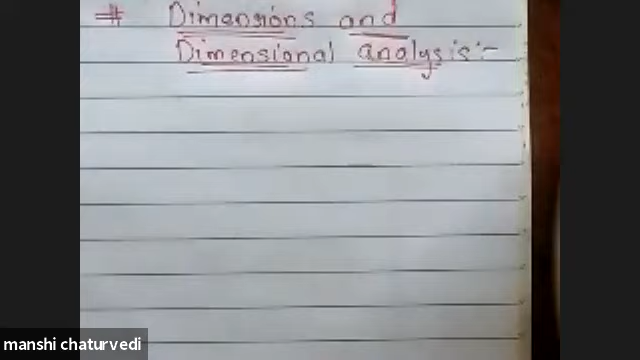 # Dimensions and
Dimensional analysis :-
manshi chaturvedi